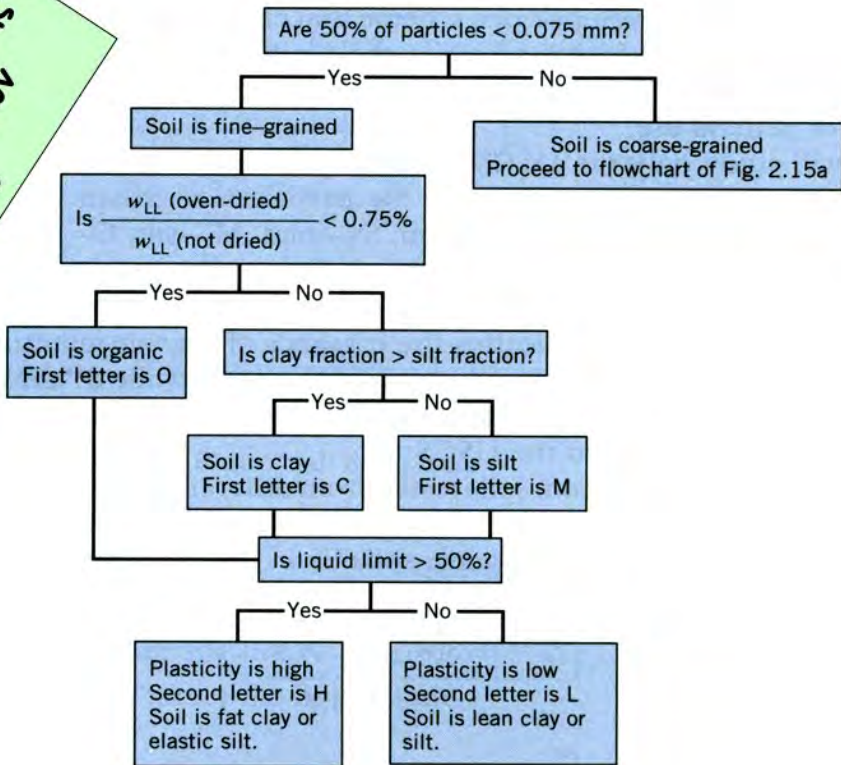 Are 50% of particles < 0.075 mm?
Yes
No
Soil is fine–grained
Soil is coarse-grained
Proceed to flowchart of Fig. 2.15a
Is w_LL (oven-dried) / w_LL (not dried) < 0.75%
Yes
No
Soil is organic
First letter is O
Is clay fraction > silt fraction?
Yes
No
Soil is clay
First letter is C
Soil is silt
First letter is M
Is liquid limit > 50%?
Yes
No
Plasticity is high
Second letter is H
Soil is fat clay or
elastic silt.
Plasticity is low
Second letter is L
Soil is lean clay or
silt.